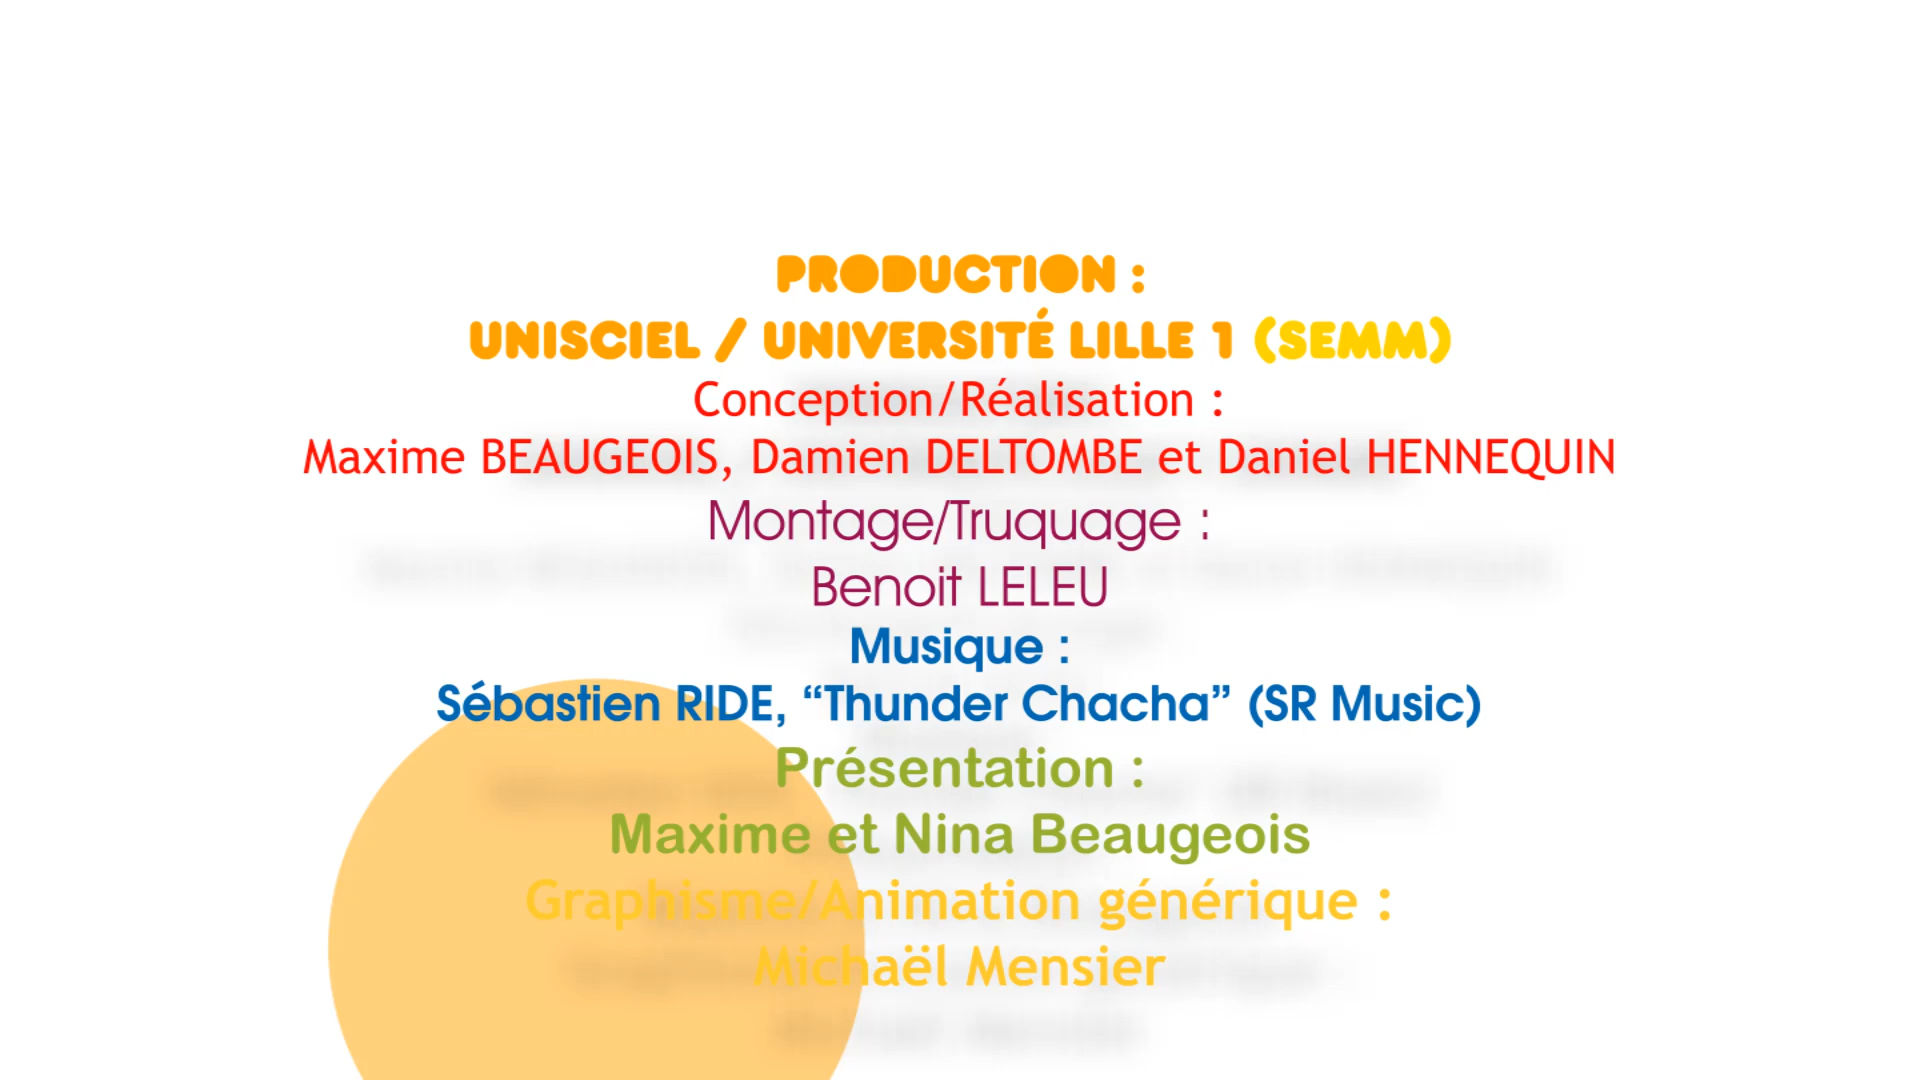 PRODUCTION :
UNISCIEL / UNIVERSITÉ LILLE 1 (SEMM)
Conception/Réalisation :
Maxime BEAUGEOIS, Damien DELTOMBE et Daniel HENNEQUIN
Montage/Truquage :
Benoit LELEU
Musique :
Sébastien RIDE, “Thunder Chacha” (SR Music)
Présentation :
Maxime et Nina Beaugeois
Graphisme/Animation générique :
Michaël Mensier